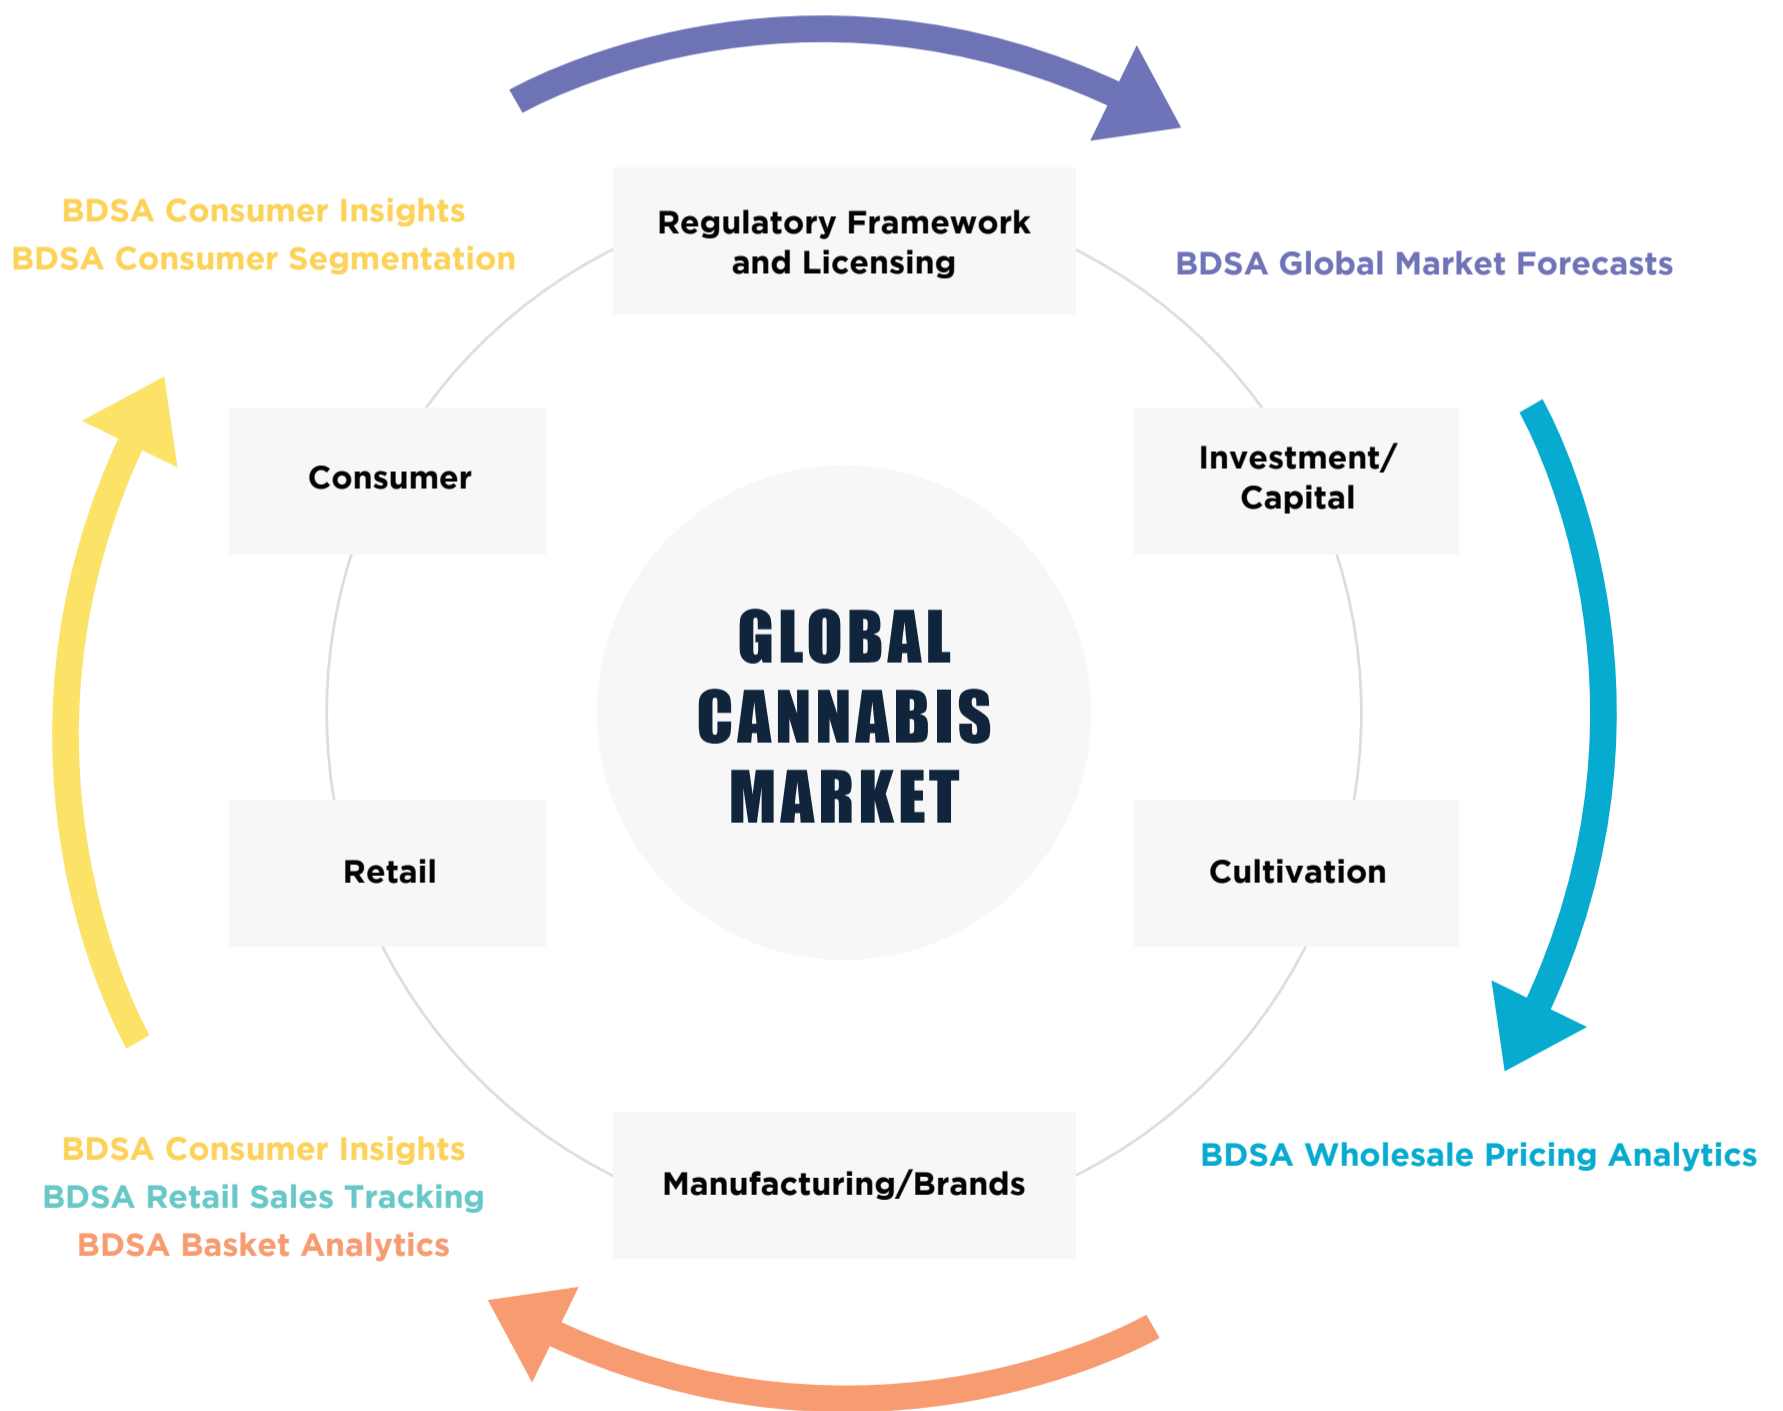 BDSA Consumer Insights
BDSA Consumer Segmentation
Regulatory Framework
and Licensing
BDSA Global Market Forecasts
Consumer
Investment/
Capital
GLOBAL
CANNABIS
MARKET
Retail
Cultivation
BDSA Consumer Insights
BDSA Retail Sales Tracking
BDSA Basket Analytics
Manufacturing/Brands
BDSA Wholesale Pricing Analytics